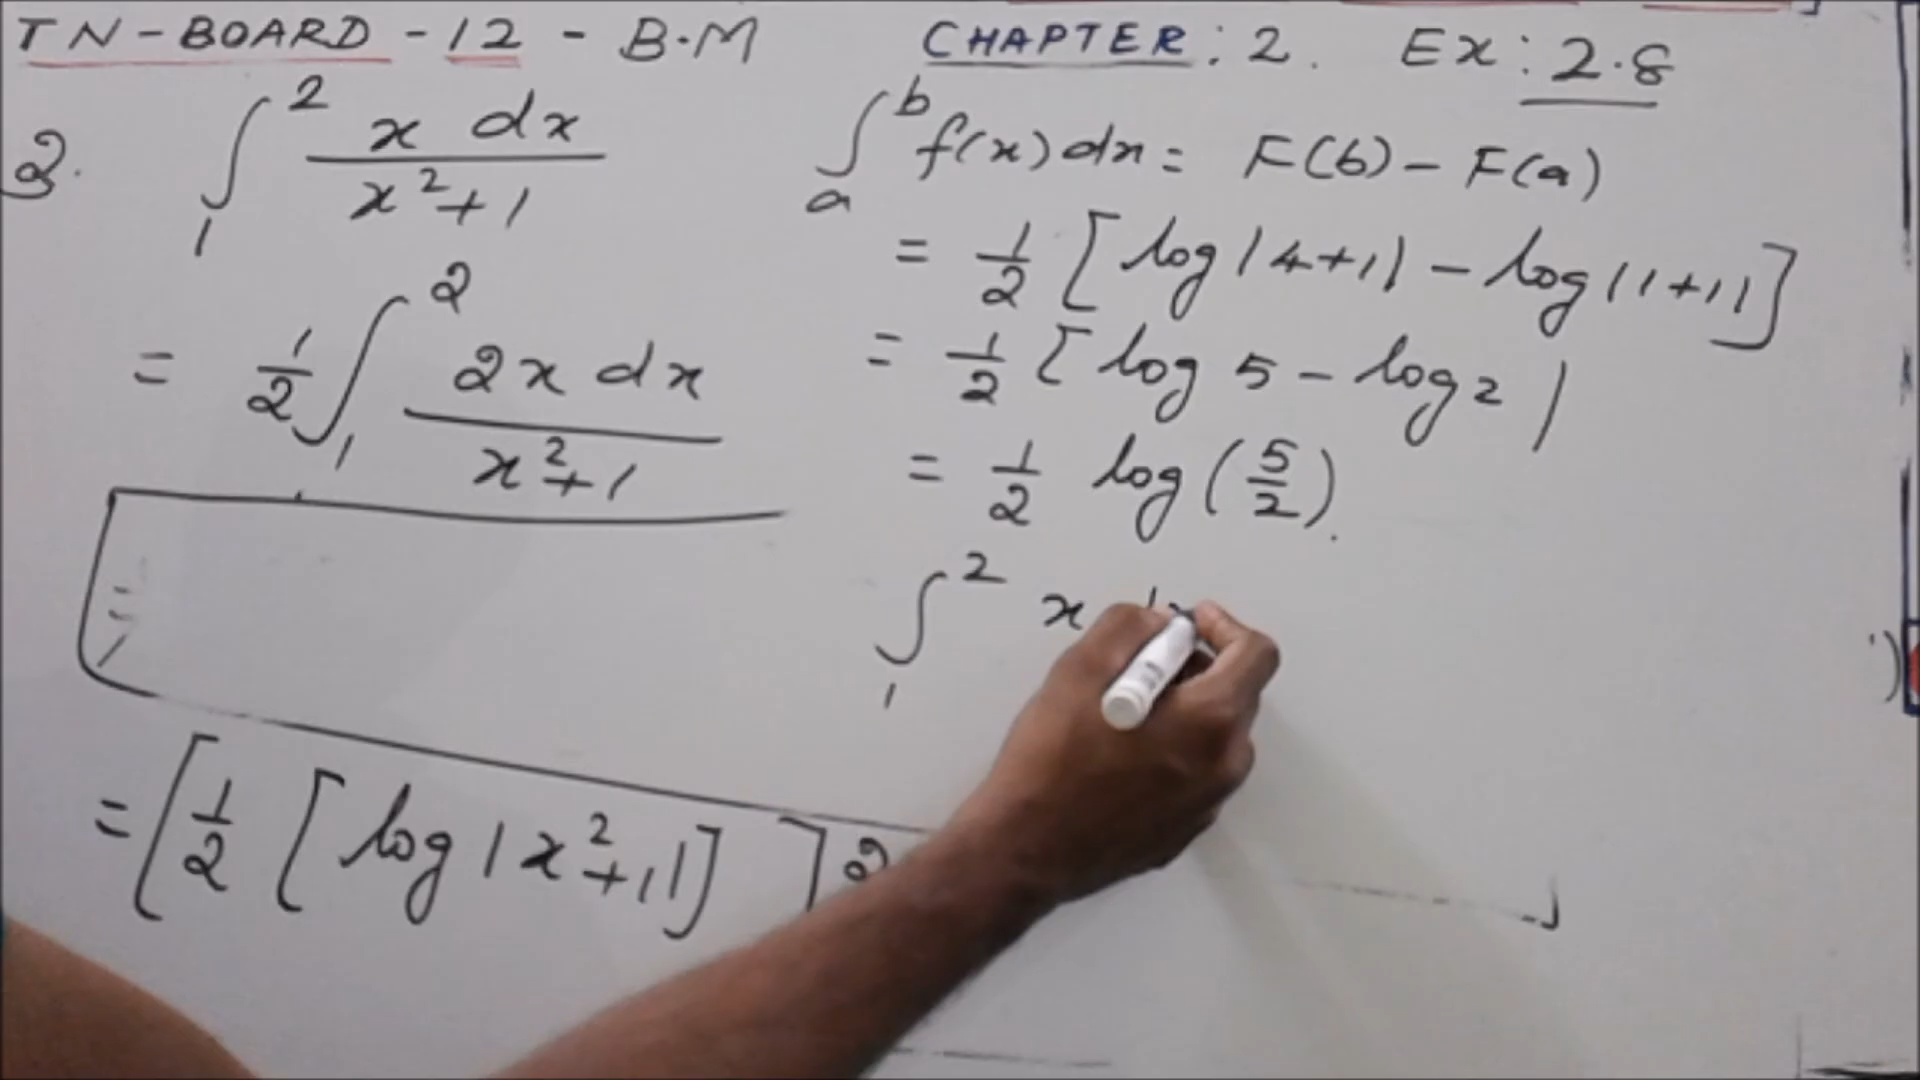 TN-BOARD-12-B.M CHAPTER: 2. Ex: 2.8
2. ∫₁² x dx / x²+1
= 1/2 ∫₁² 2x dx / x²+1
=
= [1/2 [log |x²+1|] ]2
∫ₐᵇ f(x) dx = F(b) - F(a)
= 1/2 [log |4+1| - log |1+1|]
= 1/2 [log 5 - log 2]
= 1/2 log (5/2).
∫₁² x